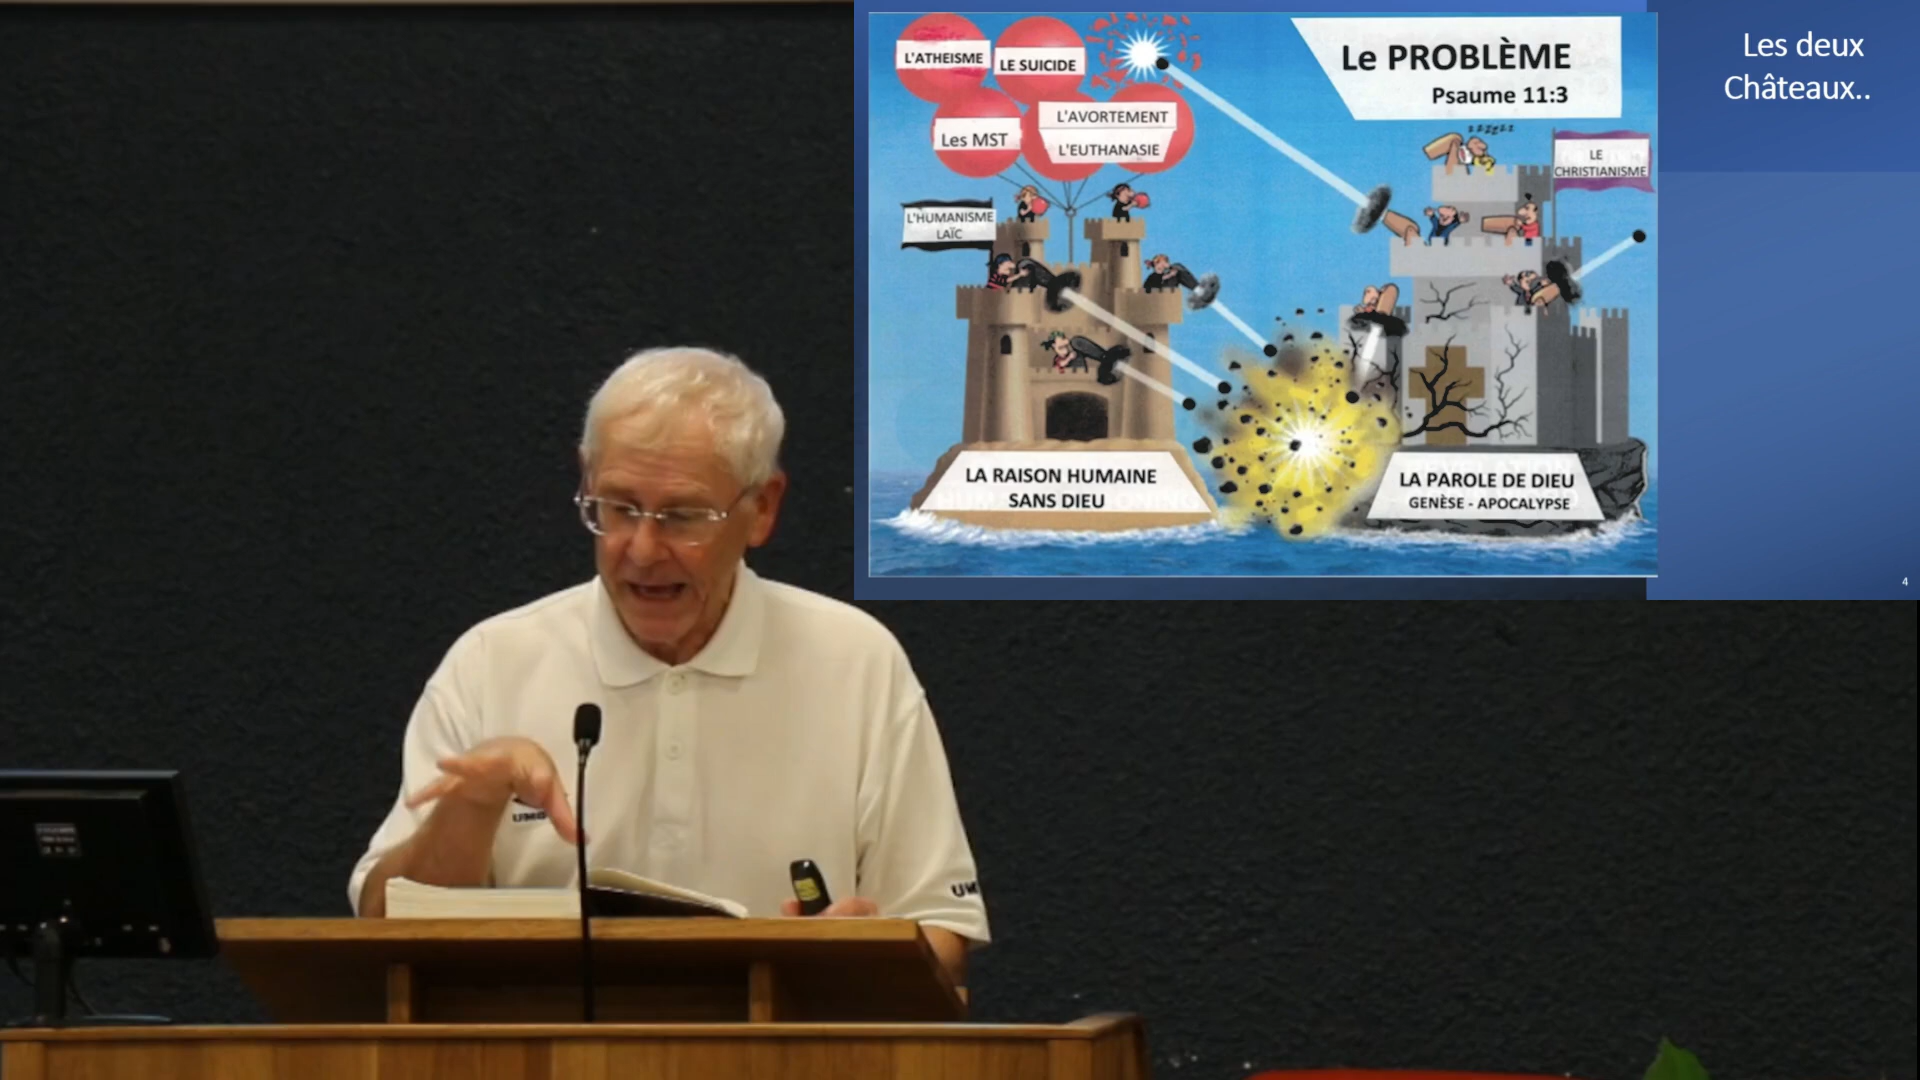 Les deux
Châteaux..
Le PROBLÈME
Psaume 11:3
L'ATHEISME
LE SUICIDE
Les MST
L'AVORTEMENT
L'EUTHANASIE
zzzzzz
LE
CHRISTIANISME
L'HUMANISME
LAÏC
LA RAISON HUMAINE
SANS DIEU
LA PAROLE DE DIEU
GENÈSE - APOCALYPSE
4